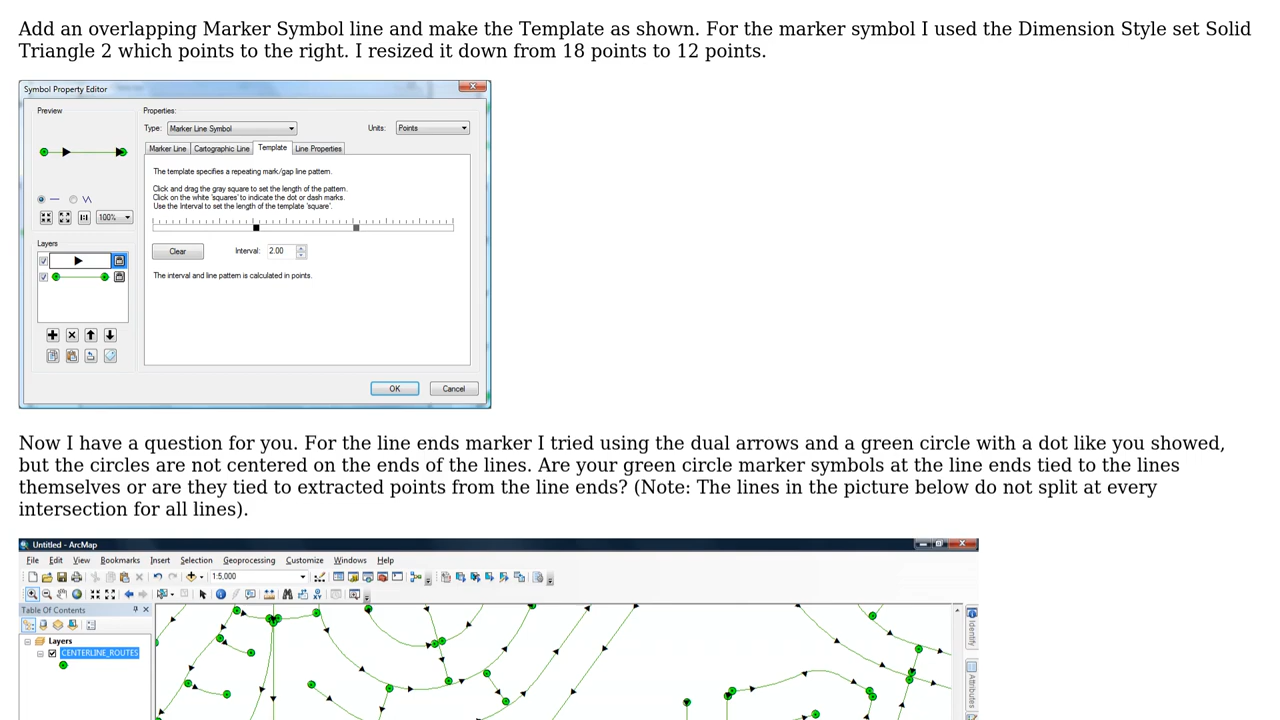 Add an overlapping Marker Symbol line and make the Template as shown. For the marker symbol I used the Dimension Style set Solid
Triangle 2 which points to the right. I resized it down from 18 points to 12 points.
Symbol Property Editor
Preview
Properties:
Type: Marker Line Symbol
Units: Points
Marker Line Cartographic Line Template Line Properties
The template specifies a repeating mark/gap line pattern.
Click and drag the gray square to set the length of the pattern.
Click on the white 'squares' to indicate the dot or dash marks.
Use the Interval to set the length of the template 'square'.
100%
Layers
Clear Interval: 2.00
The interval and line pattern is calculated in points.
OK Cancel
Now I have a question for you. For the line ends marker I tried using the dual arrows and a green circle with a dot like you showed,
but the circles are not centered on the ends of the lines. Are your green circle marker symbols at the line ends tied to the lines
themselves or are they tied to extracted points from the line ends? (Note: The lines in the picture below do not split at every
intersection for all lines).
Untitled - ArcMap
File Edit View Bookmarks Insert Selection Geoprocessing Customize Windows Help
1:5,000
Table Of Contents
Layers
CENTERLINE_ROUTES
Identify
Attributes